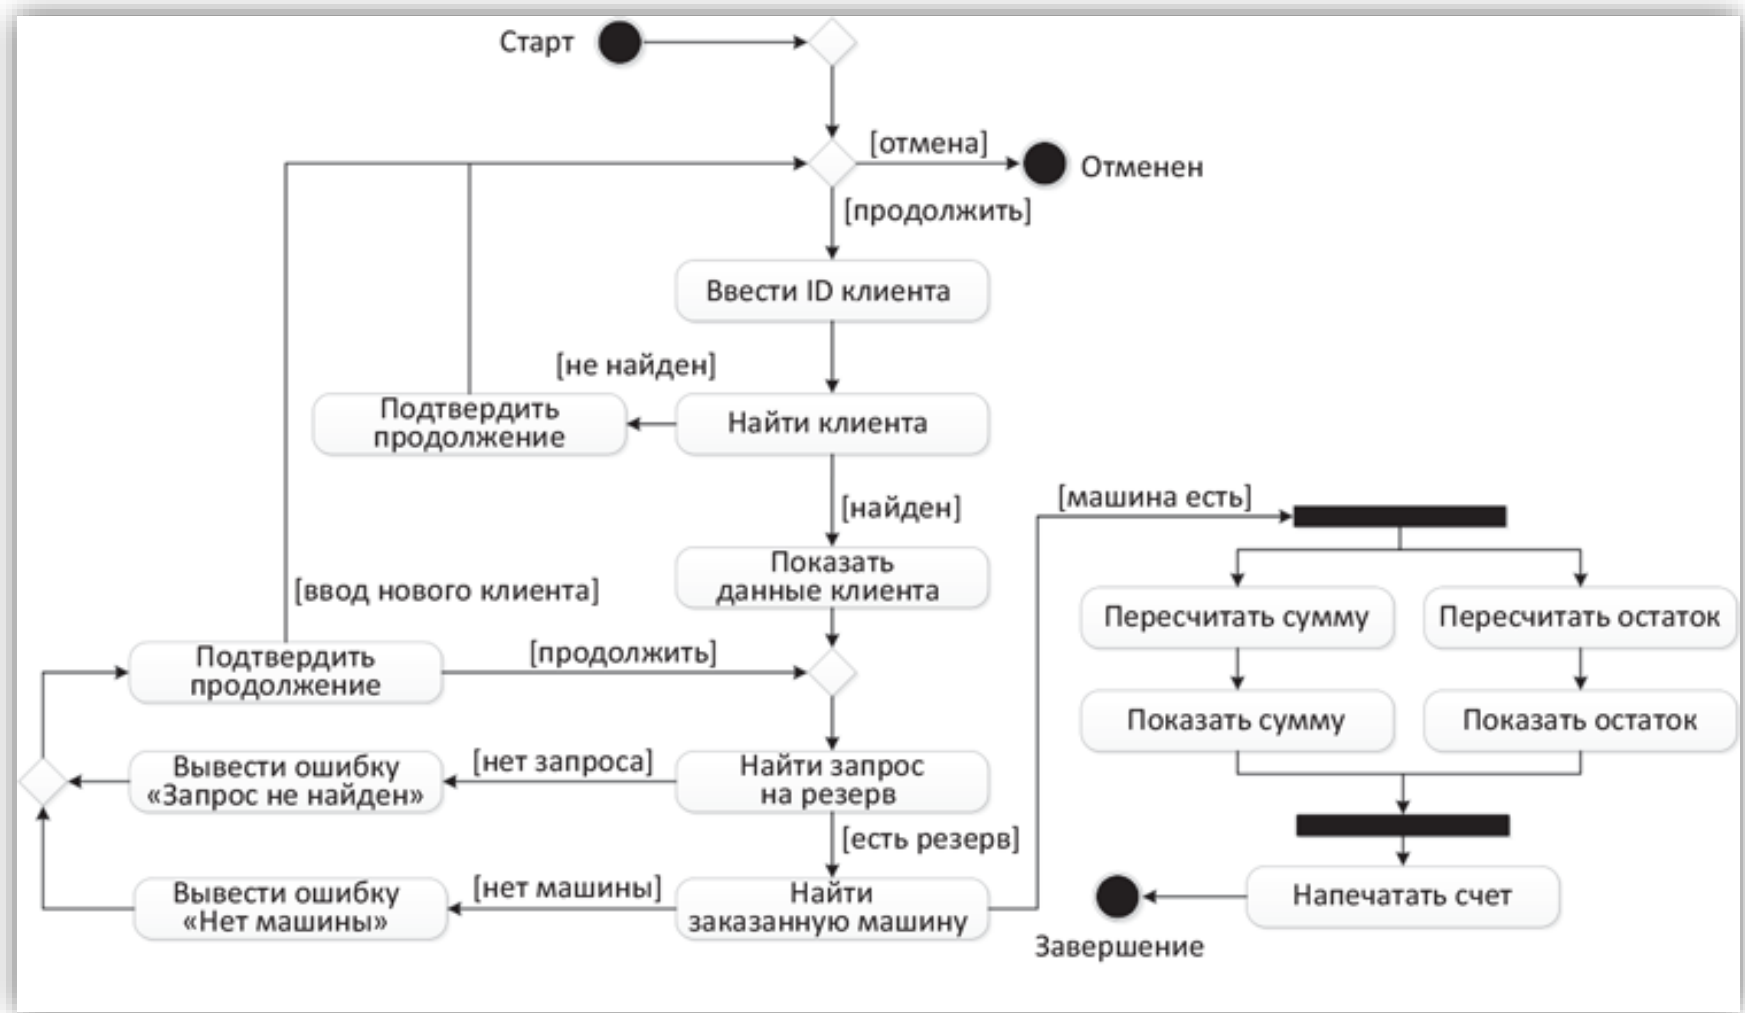 Старт
[отмена]
Отменен
[продолжить]
Ввести ID клиента
[не найден]
Подтвердить
продолжение
Найти клиента
[найден]
[машина есть]
Показать
данные клиента
[ввод нового клиента]
Пересчитать сумму
Пересчитать остаток
Подтвердить
продолжение
[продолжить]
Показать сумму
Показать остаток
Вывести ошибку
«Запрос не найден»
[нет запроса]
Найти запрос
на резерв
[есть резерв]
Вывести ошибку
«Нет машины»
[нет машины]
Найти
заказанную машину
Напечатать счет
Завершение